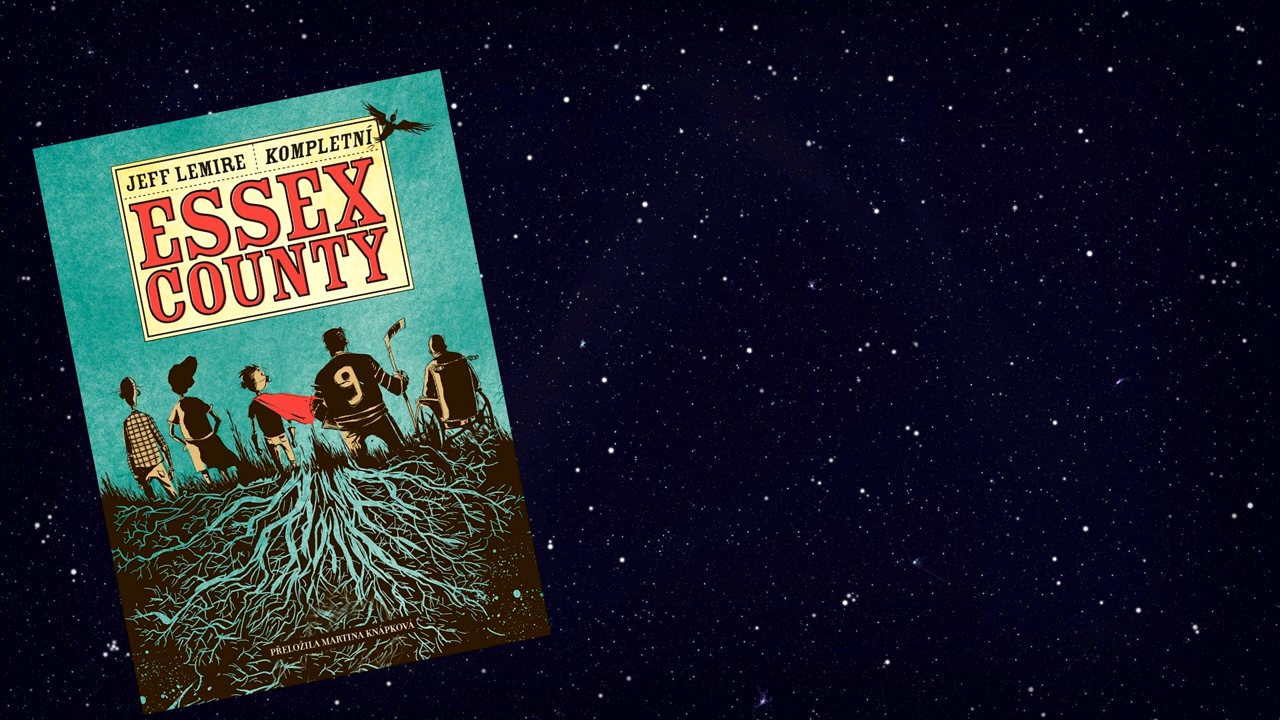 JEFF LEMIRE KOMPLETNÍ
ESSEX
COUNTY
9
PŘELOŽILA MARTINA KNÁPKOVÁ